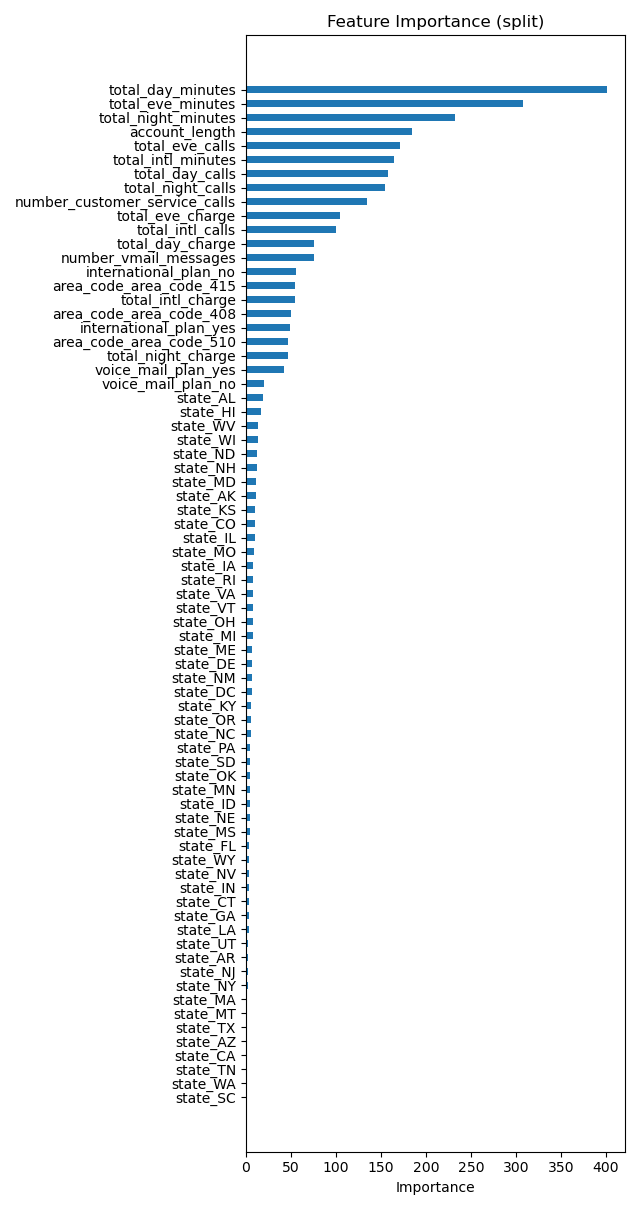 Feature Importance (split)
total_day_minutes
total_eve_minutes
total_night_minutes
account_length
total_eve_calls
total_intl_minutes
total_day_calls
total_night_calls
number_customer_service_calls
total_eve_charge
total_intl_calls
total_day_charge
number_vmail_messages
international_plan_no
area_code_area_code_415
total_intl_charge
area_code_area_code_408
international_plan_yes
area_code_area_code_510
total_night_charge
voice_mail_plan_yes
voice_mail_plan_no
state_AL
state_HI
state_WV
state_WI
state_ND
state_NH
state_MD
state_AK
state_KS
state_CO
state_IL
state_MO
state_IA
state_RI
state_VA
state_VT
state_OH
state_MI
state_ME
state_DE
state_NM
state_DC
state_KY
state_OR
state_NC
state_PA
state_SD
state_OK
state_MN
state_ID
state_NE
state_MS
state_FL
state_WY
state_NV
state_IN
state_CT
state_GA
state_LA
state_UT
state_AR
state_NJ
state_NY
state_MA
state_MT
state_TX
state_AZ
state_CA
state_TN
state_WA
state_SC
0 50 100 150 200 250 300 350 400
Importance